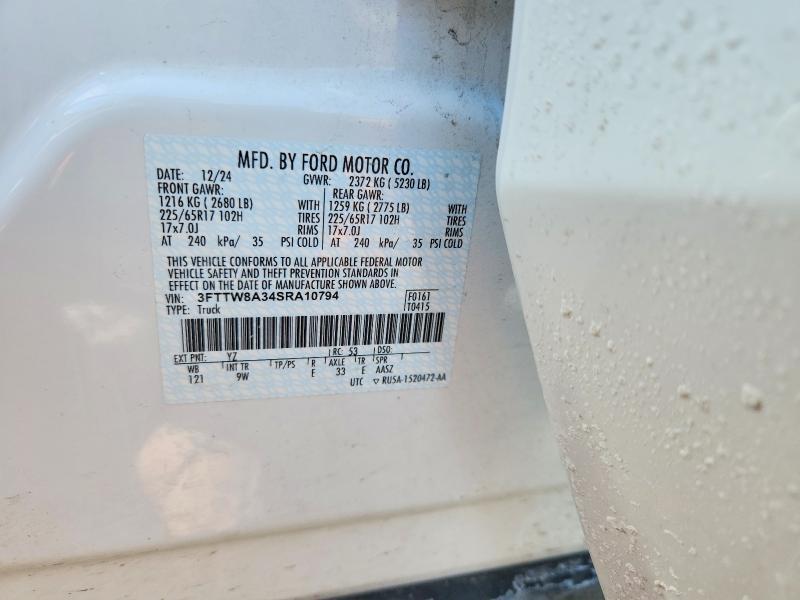 MFD. BY FORD MOTOR CO.
DATE: 12/24 GVWR: 2372 KG ( 5230 LB)
FRONT GAWR: REAR GAWR:
1216 KG ( 2680 LB) WITH 1259 KG ( 2775 LB) WITH
225/65R17 102H TIRES 225/65R17 102H TIRES
17x7.0J RIMS 17x7.0J RIMS
AT 240 kPa/ 35 PSI COLD AT 240 kPa/ 35 PSI COLD
THIS VEHICLE CONFORMS TO ALL APPLICABLE FEDERAL MOTOR
VEHICLE SAFETY AND THEFT PREVENTION STANDARDS IN
EFFECT ON THE DATE OF MANUFACTURE SHOWN ABOVE.
VIN: 3FTTW8A34SRA10794 F0161
TYPE: Truck T0415
EXT PNT: YZ RC: 53 DSO:
WB INT TR TP/PS R AXLE TR SPR
121 9W E 33 E AASZ
UTC ▽ RU5A-1520472-AA